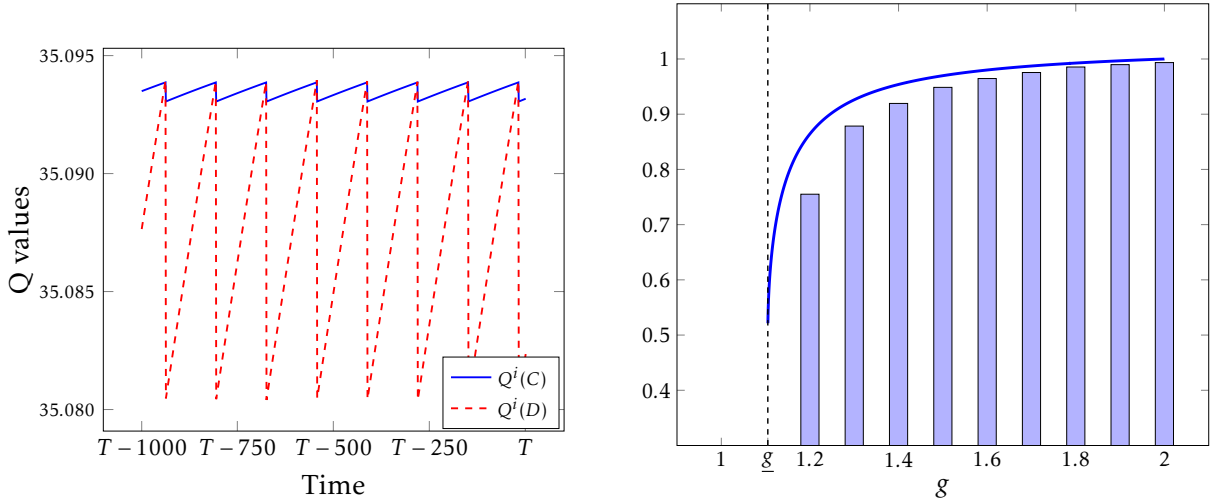 35.095
35.090
35.085
35.080
Q values
T − 1000 T − 750 T − 500 T − 250 T
Time
Q^i(C)
Q^i(D)
1
0.9
0.8
0.7
0.6
0.5
0.4
1 g 1.2 1.4 1.6 1.8 2
g